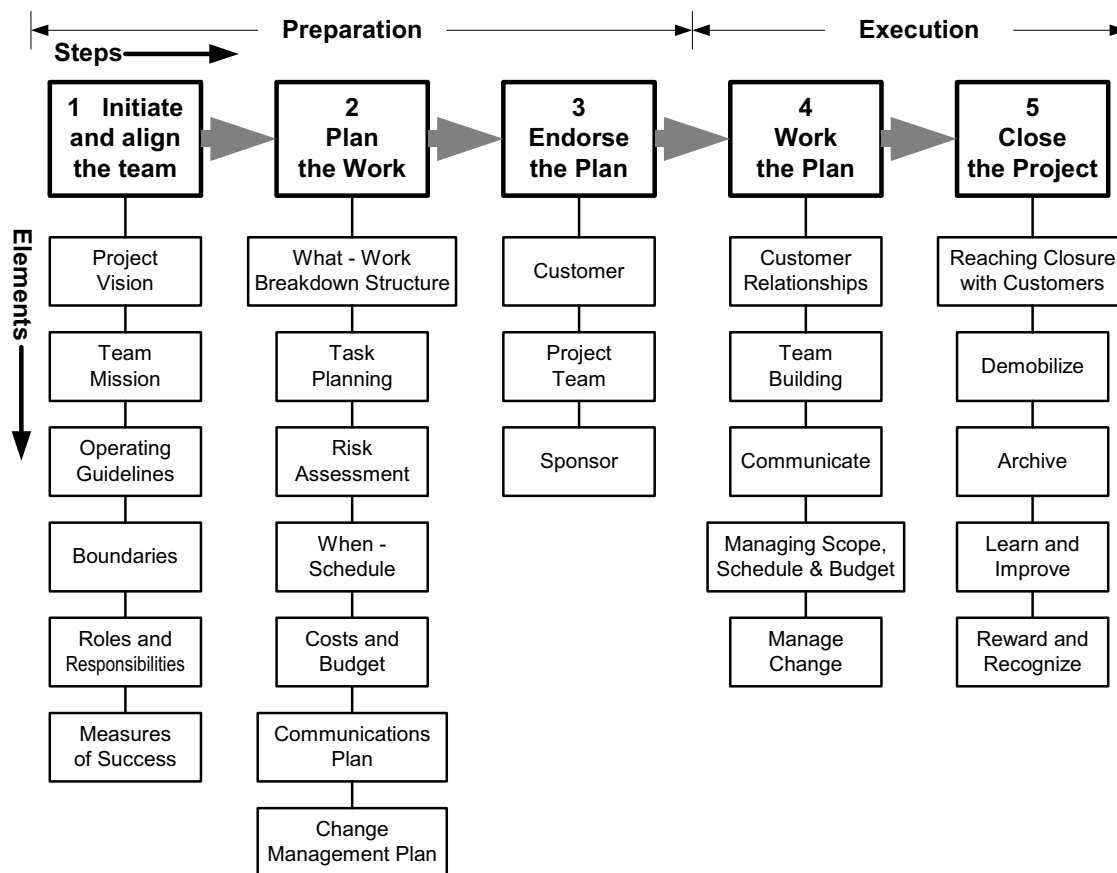 Preparation
Execution
Steps
1 Initiate
and align
the team
2
Plan
the Work
3
Endorse
the Plan
4
Work
the Plan
5
Close
the Project
Elements
Project
Vision
Team
Mission
Operating
Guidelines
Boundaries
Roles and
Responsibilities
Measures
of Success
What - Work
Breakdown Structure
Task
Planning
Risk
Assessment
When -
Schedule
Costs and
Budget
Communications
Plan
Change
Management Plan
Customer
Project
Team
Sponsor
Customer
Relationships
Team
Building
Communicate
Managing Scope,
Schedule & Budget
Manage
Change
Reaching Closure
with Customers
Demobilize
Archive
Learn and
Improve
Reward and
Recognize